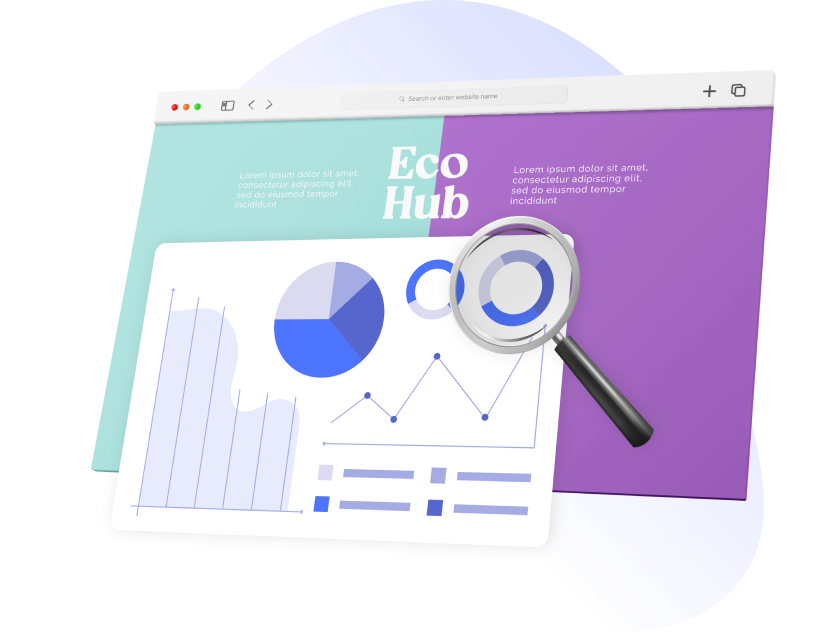 Search or enter website name
Eco
Hub
Lorem ipsum dolor sit amet,
consectetur adipiscing elit,
sed do eiusmod tempor
incididunt
Lorem ipsum dolor sit amet,
consectetur adipiscing elit,
sed do eiusmod tempor
incididunt